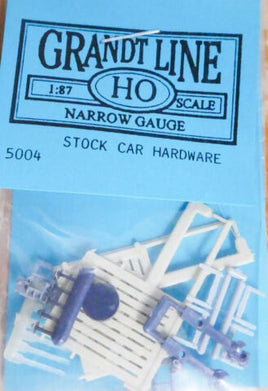 GRANDT LINE
1:87 HO SCALE
NARROW GAUGE
5004 STOCK CAR HARDWARE